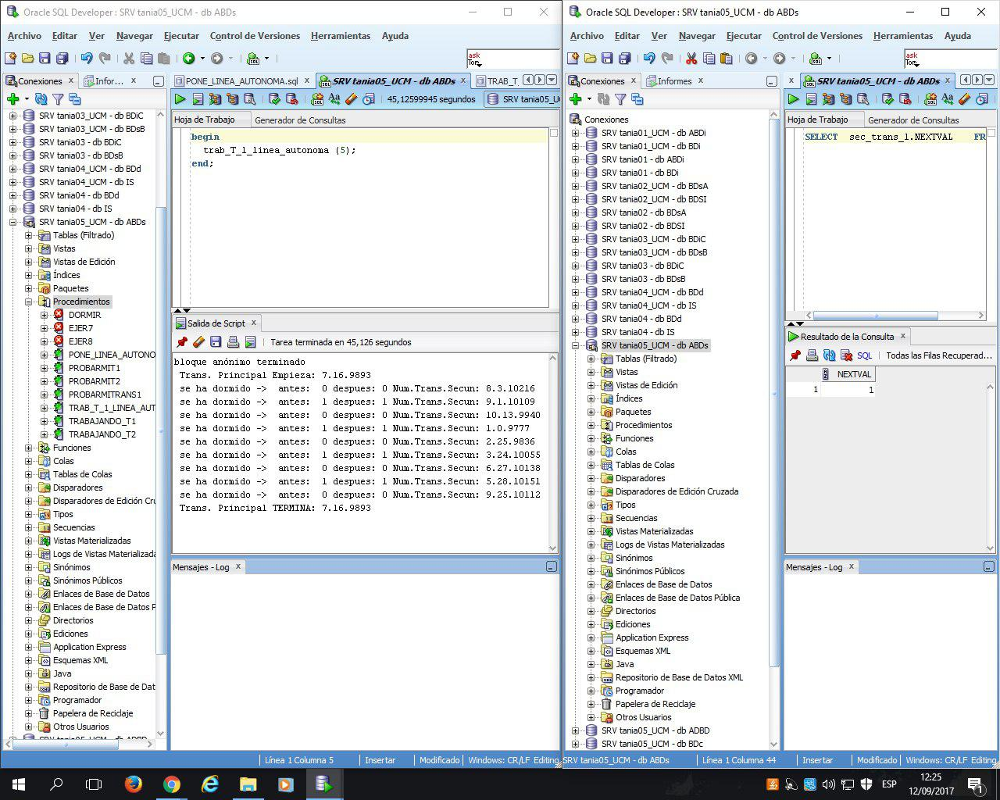 Oracle SQL Developer : SRV tania05_UCM - db ABDs
Archivo Editar Ver Navegar Ejecutar Control de Versiones Herramientas Ayuda
ask
Tom
Conexiones x Infor... x
PONE_LINEA_AUTONOMA.sql x SRV tania05_UCM - db ABDs x TRAB_T_
45,12599945 segundos SRV tania05_U
Hoja de Trabajo Generador de Consultas
SRV tania03_UCM - db BDiC
SRV tania03_UCM - db BDsB
SRV tania03 - db BDiC
SRV tania03 - db BDsB
SRV tania04_UCM - db BDd
SRV tania04_UCM - db IS
SRV tania04 - db BDd
SRV tania04 - db IS
SRV tania05_UCM - db ABDs
Tablas (Filtrado)
Vistas
Vistas de Edición
Índices
Paquetes
Procedimientos
DORMIR
EJER7
EJER8
PONE_LINEA_AUTONO
PROBARMIT1
PROBARMIT2
PROBARMITRANS1
TRAB_T_1_LINEA_AUT
TRABAJANDO_T1
TRABAJANDO_T2
Funciones
Colas
Tablas de Colas
Disparadores
Disparadores de Edición Cruz
Tipos
Secuencias
Vistas Materializadas
Logs de Vistas Materializada
Sinónimos
Sinónimos Públicos
Enlaces de Base de Datos
Enlaces de Base de Datos P
Directorios
Ediciones
Application Express
Esquemas XML
Java
Repositorio de Base de Dat
Programador
Papelera de Reciclaje
Otros Usuarios
SRV tania05_UCM - db ADBD
begin
trab_T_1_linea_autonoma (5);
end;
Salida de Script x
Tarea terminada en 45,126 segundos
bloque anónimo terminado
Trans. Principal Empieza: 7.16.9893
se ha dormido -> antes: 0 despues: 0 Num.Trans.Secun: 8.3.10216
se ha dormido -> antes: 1 despues: 1 Num.Trans.Secun: 9.1.10109
se ha dormido -> antes: 0 despues: 0 Num.Trans.Secun: 10.13.9940
se ha dormido -> antes: 1 despues: 1 Num.Trans.Secun: 1.0.9777
se ha dormido -> antes: 0 despues: 0 Num.Trans.Secun: 2.25.9836
se ha dormido -> antes: 1 despues: 1 Num.Trans.Secun: 3.24.10055
se ha dormido -> antes: 0 despues: 0 Num.Trans.Secun: 6.27.10138
se ha dormido -> antes: 1 despues: 1 Num.Trans.Secun: 5.28.10151
se ha dormido -> antes: 0 despues: 0 Num.Trans.Secun: 9.25.10112
Trans. Principal TERMINA: 7.16.9893
Mensajes - Log x
Línea 1 Columna 5 Insertar Modificado Windows: CR/LF Editing
Oracle SQL Developer : SRV tania05_UCM - db ABDs
Archivo Editar Ver Navegar Ejecutar Control de Versiones Herramientas Ayuda
ask
Tom
Conexiones x Informes x
x SRV tania05_UCM - db ABDs x
Hoja de Trabajo Generador de Consultas
Conexiones
SRV tania01_UCM - db ABDi
SRV tania01_UCM - db BDi
SRV tania01 - db ABDi
SRV tania01 - db BDi
SRV tania02_UCM - db BDsA
SRV tania02_UCM - db BDSI
SRV tania02 - db BDsA
SRV tania02 - db BDSI
SRV tania03_UCM - db BDiC
SRV tania03_UCM - db BDsB
SRV tania03 - db BDiC
SRV tania03 - db BDsB
SRV tania04_UCM - db BDd
SRV tania04_UCM - db IS
SRV tania04 - db BDd
SRV tania04 - db IS
SRV tania05_UCM - db ABDs
Tablas (Filtrado)
Vistas
Vistas de Edición
Índices
Paquetes
Procedimientos
Funciones
Colas
Tablas de Colas
Disparadores
Disparadores de Edición Cruzada
Tipos
Secuencias
Vistas Materializadas
Logs de Vistas Materializadas
Sinónimos
Sinónimos Públicos
Enlaces de Base de Datos
Enlaces de Base de Datos Pública
Directorios
Ediciones
Application Express
Esquemas XML
Java
Repositorio de Base de Datos XML
Programador
Papelera de Reciclaje
Otros Usuarios
SRV tania05_UCM - db ADBD
SRV tania05_UCM - db BDc
SELECT sec_trans_1.NEXTVAL FR
Resultado de la Consulta x
SQL Todas las Filas Recuperad...
NEXTVAL
1 1
Mensajes - Log x
SRV tania05_UCM - db ABDs Línea 1 Columna 44 Insertar Modificado Windows: CR/LF Editing
ESP
12:25
12/09/2017
1